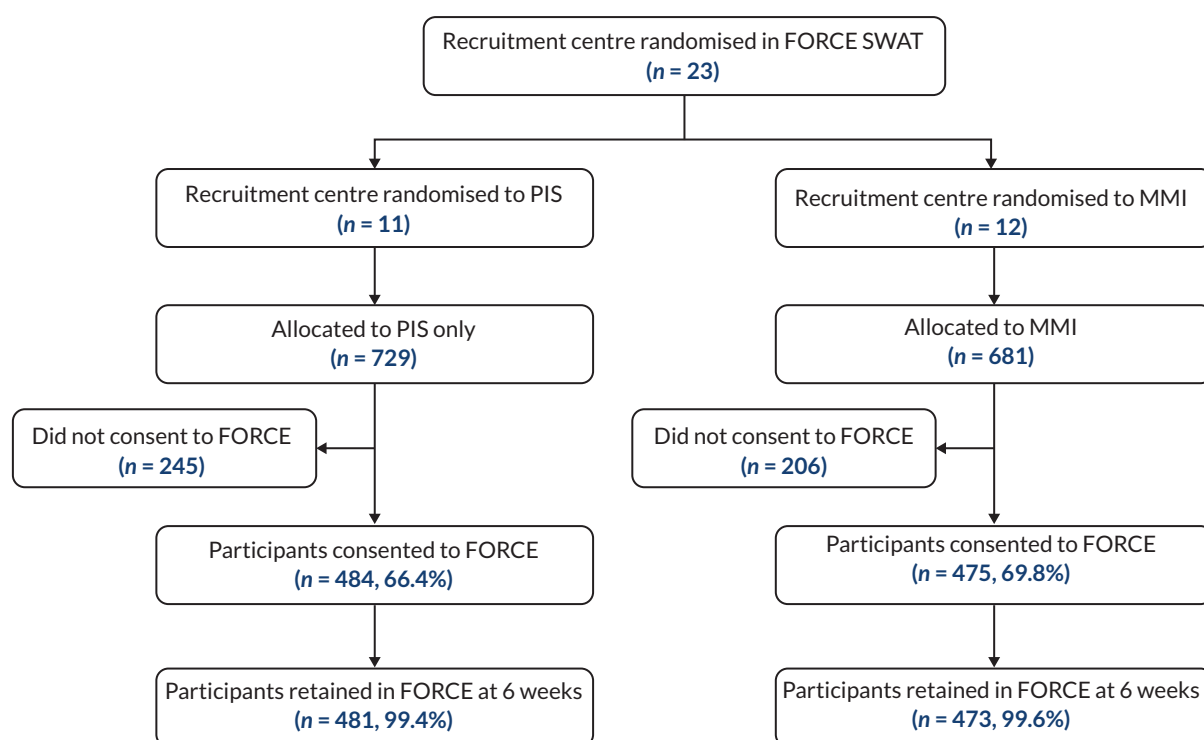 Recruitment centre randomised in FORCE SWAT
(n = 23)
Recruitment centre randomised to PIS
(n = 11)
Recruitment centre randomised to MMI
(n = 12)
Allocated to PIS only
(n = 729)
Allocated to MMI
(n = 681)
Did not consent to FORCE
(n = 245)
Did not consent to FORCE
(n = 206)
Participants consented to FORCE
(n = 484, 66.4%)
Participants consented to FORCE
(n = 475, 69.8%)
Participants retained in FORCE at 6 weeks
(n = 481, 99.4%)
Participants retained in FORCE at 6 weeks
(n = 473, 99.6%)